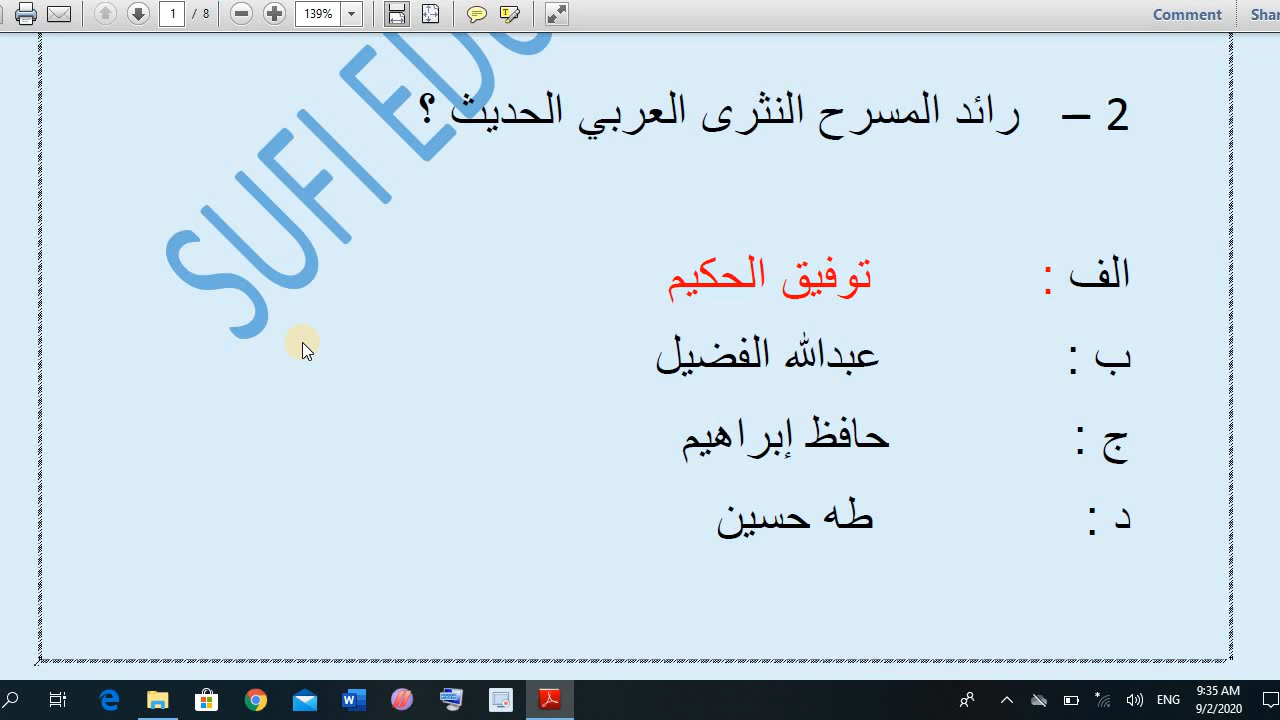 1 / 8
139%
Comment
Shar
SUFI EDU
2 – رائد المسرح النثرى العربي الحديث ؟
الف : توفيق الحكيم
ب : عبدالله الفضيل
ج : حافظ إبراهيم
د : طه حسين
ENG
9:35 AM
9/2/2020